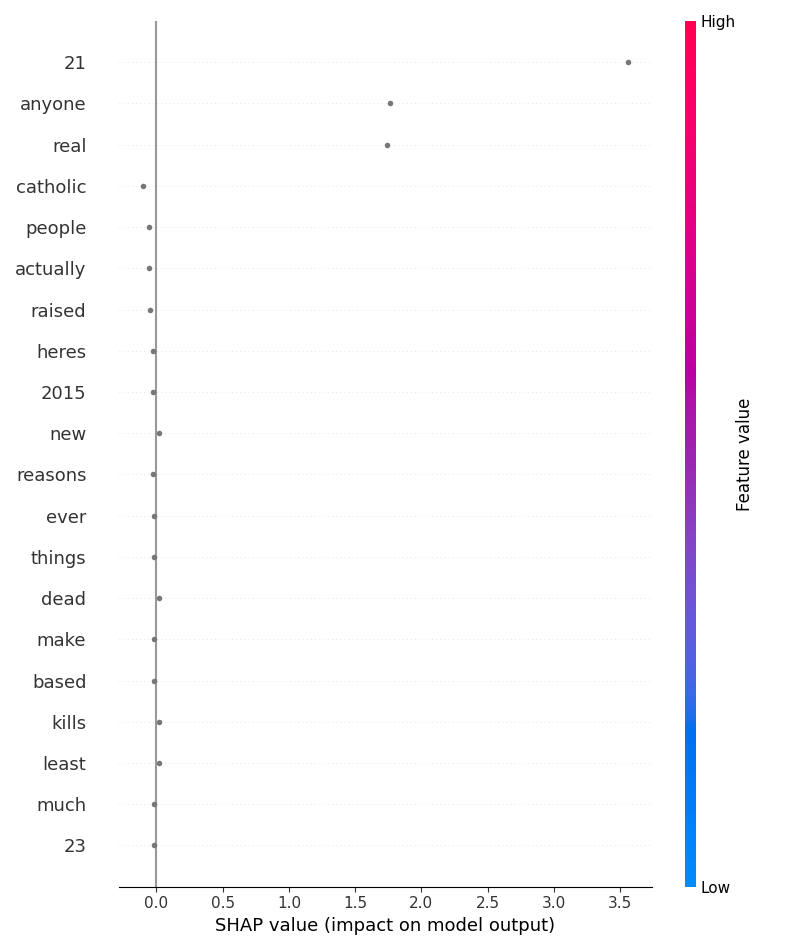 High
21
anyone
real
catholic
people
actually
raised
heres
2015
new
reasons
ever
things
dead
make
based
kills
least
much
23
Feature value
Low
0.0 0.5 1.0 1.5 2.0 2.5 3.0 3.5
SHAP value (impact on model output)